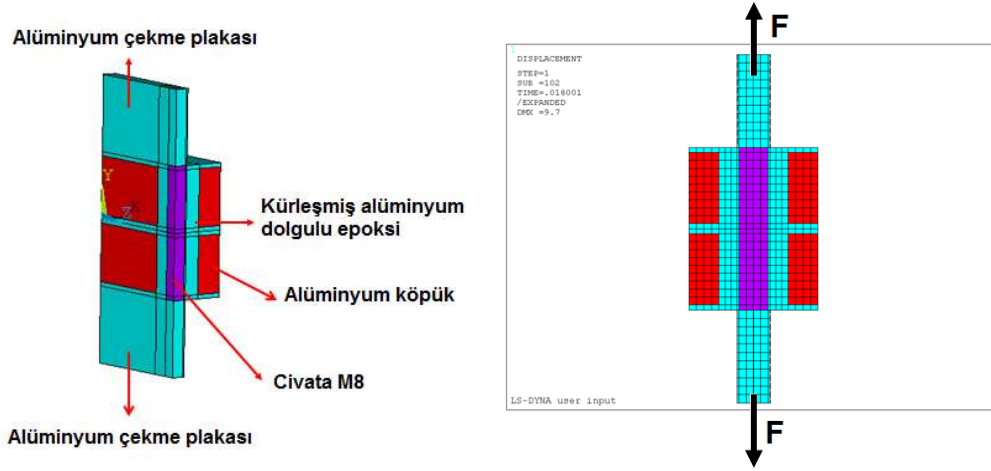 Alüminyum çekme plakası
Kürleşmiş alüminyum
dolgulu epoksi
Alüminyum köpük
Civata M8
Alüminyum çekme plakası
Y
Z
X
F
1
DISPLACEMENT
STEP=1
SUB =102
TIME=.018001
/EXPANDED
DMX =9.7
LS-DYNA user input
F